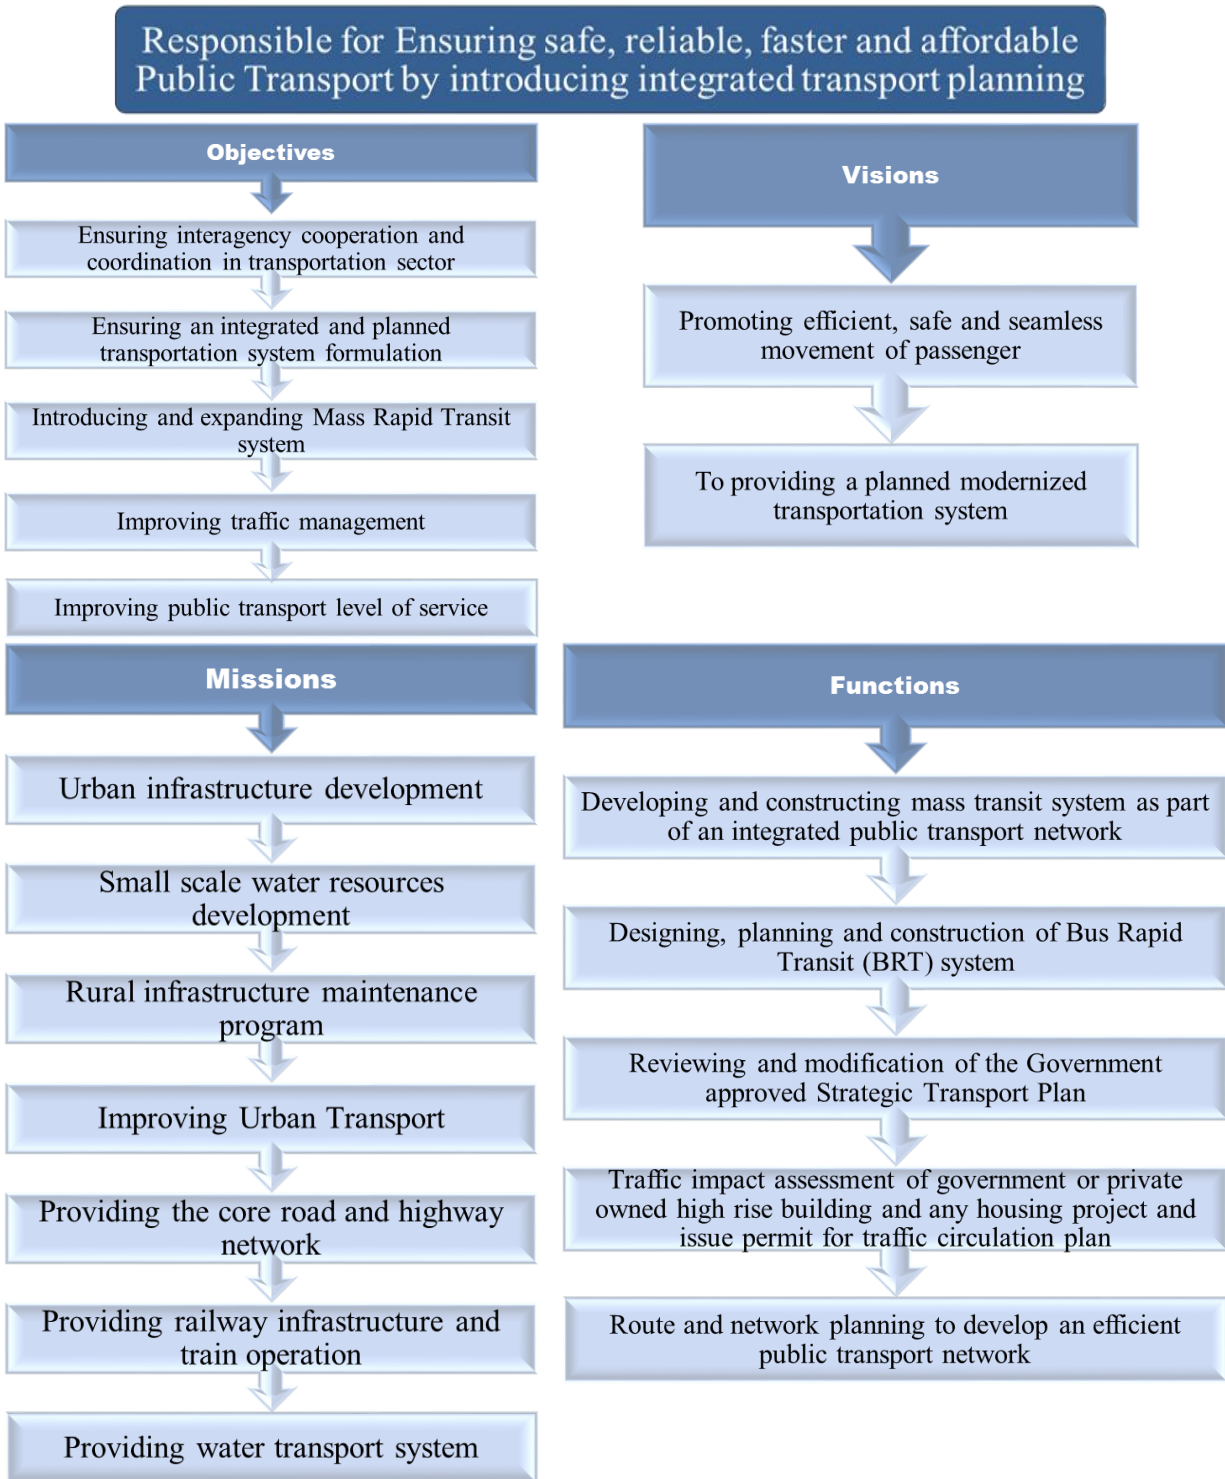 Responsible for Ensuring safe, reliable, faster and affordable
Public Transport by introducing integrated transport planning
Objectives
Ensuring interagency cooperation and
coordination in transportation sector
Ensuring an integrated and planned
transportation system formulation
Introducing and expanding Mass Rapid Transit
system
Improving traffic management
Improving public transport level of service
Visions
Promoting efficient, safe and seamless
movement of passenger
To providing a planned modernized
transportation system
Missions
Urban infrastructure development
Small scale water resources
development
Rural infrastructure maintenance
program
Improving Urban Transport
Providing the core road and highway
network
Providing railway infrastructure and
train operation
Providing water transport system
Functions
Developing and constructing mass transit system as part
of an integrated public transport network
Designing, planning and construction of Bus Rapid
Transit (BRT) system
Reviewing and modification of the Government
approved Strategic Transport Plan
Traffic impact assessment of government or private
owned high rise building and any housing project and
issue permit for traffic circulation plan
Route and network planning to develop an efficient
public transport network